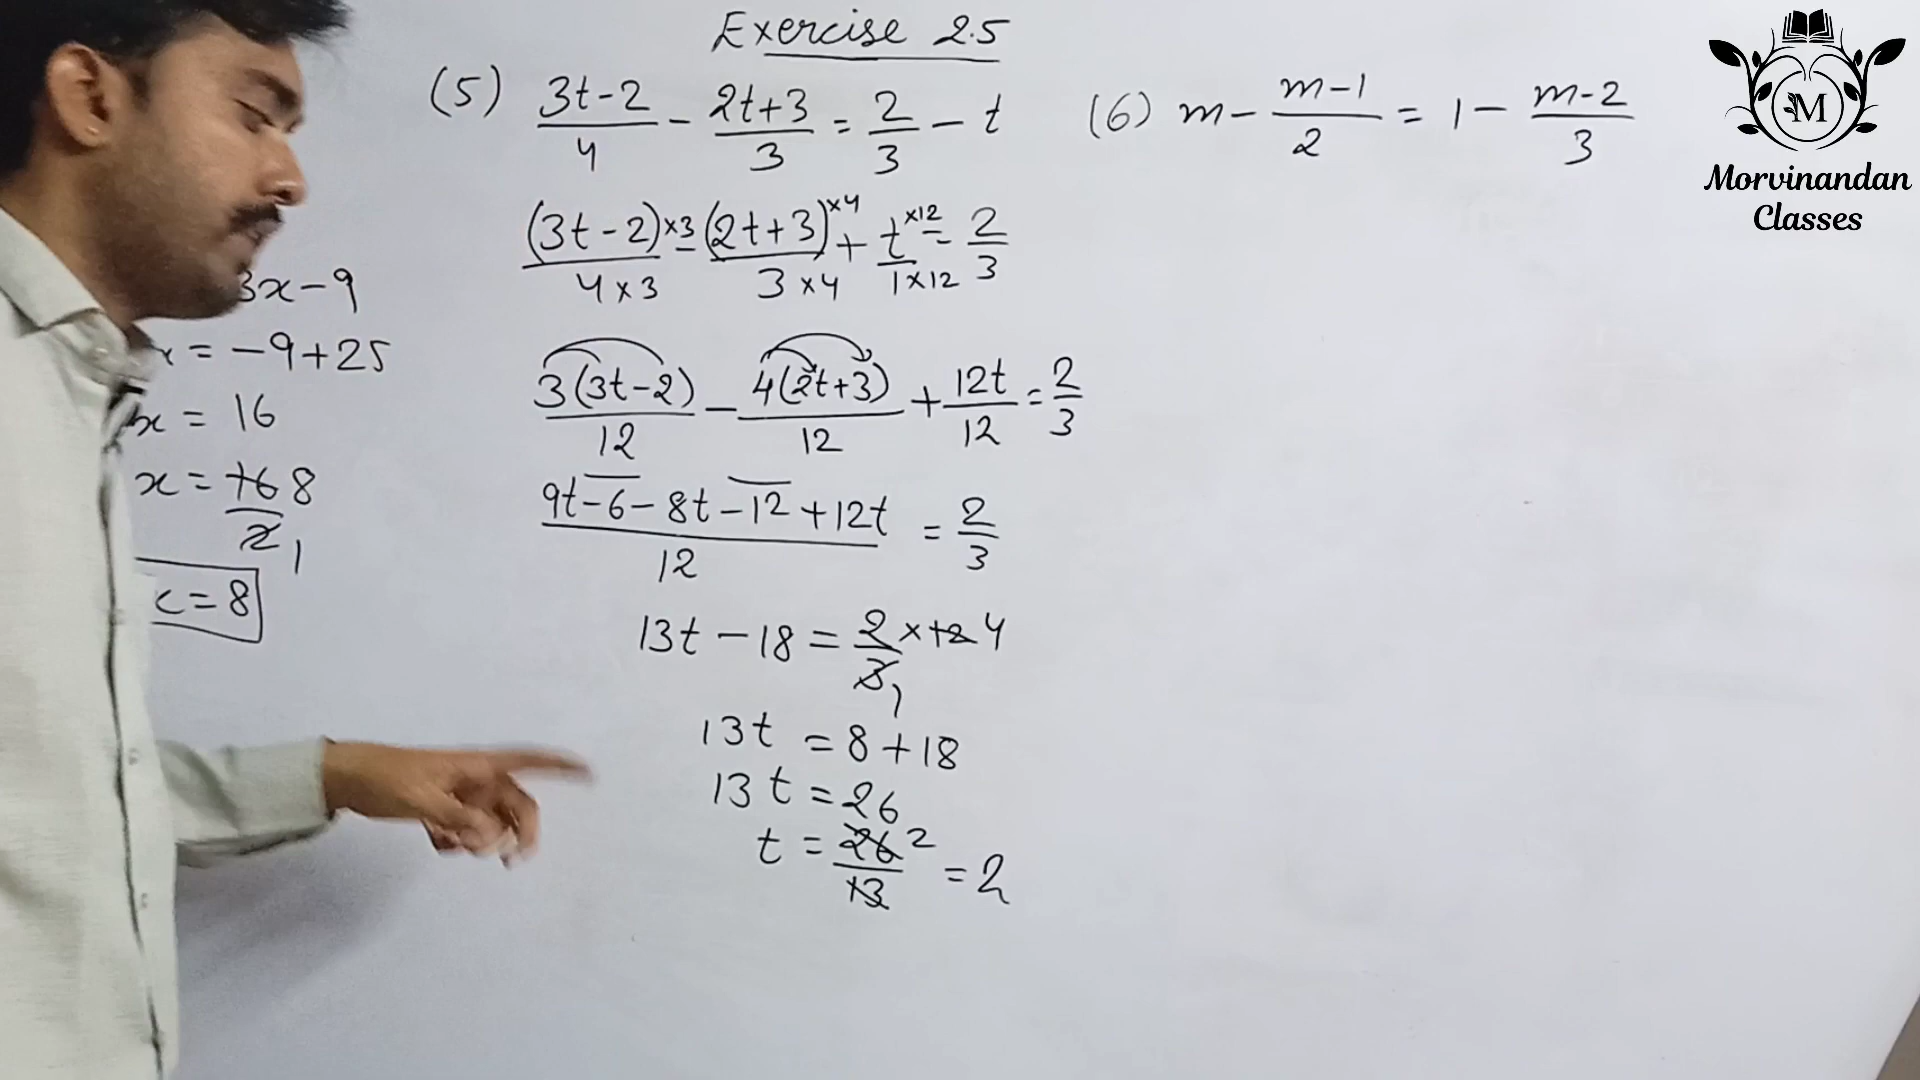 Exercise 2.5
(5) (3t-2)/4 - (2t+3)/3 = 2/3 - t
(3t-2)×3/4×3 - (2t+3)×4/3×4 + t×12/1×12 = 2/3
3(3t-2)/12 - 4(2t+3)/12 + 12t/12 = 2/3
(9t-6-8t-12+12t)/12 = 2/3
13t - 18 = 2/3 × 12 4
1
13t = 8+18
13t = 26
t = 26/13 2 = 2
(6) m - (m-1)/2 = 1 - (m-2)/3
3x-9
= -9+25
x = 16
x = 16/2 8
1
x=8
M
Morvinandan
Classes